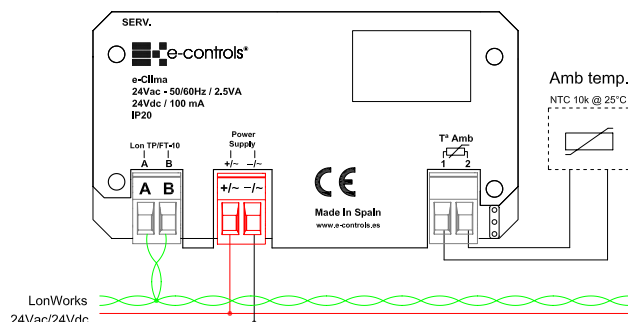 SERV.
e-controls®
e-Clima
24Vac - 50/60Hz / 2.5VA
24Vdc / 100 mA
IP20
Lon TP/FT-10
A B
A B
Power
Supply
+/~ −/~
+/~ −/~
CE
Made In Spain
www.e-controls.es
Tª Amb
1 2
Amb temp.
NTC 10k @ 25°C
LonWorks
24Vac/24Vdc